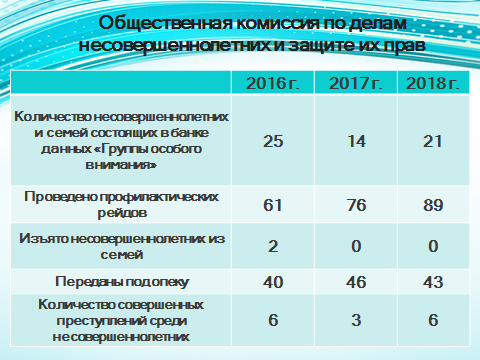 Общественная комиссия по делам
несовершеннолетних и защите их прав
2016 г. 2017 г. 2018 г.
Количество несовершеннолетних
и семей состоящих в банке
данных «Группы особого
внимания»
25 14 21
Проведено профилактических
рейдов
61 76 89
Изъято несовершеннолетних из
семей
2 0 0
Переданы под опеку
40 46 43
Количество совершенных
преступлений среди
несовершеннолетних
6 3 6